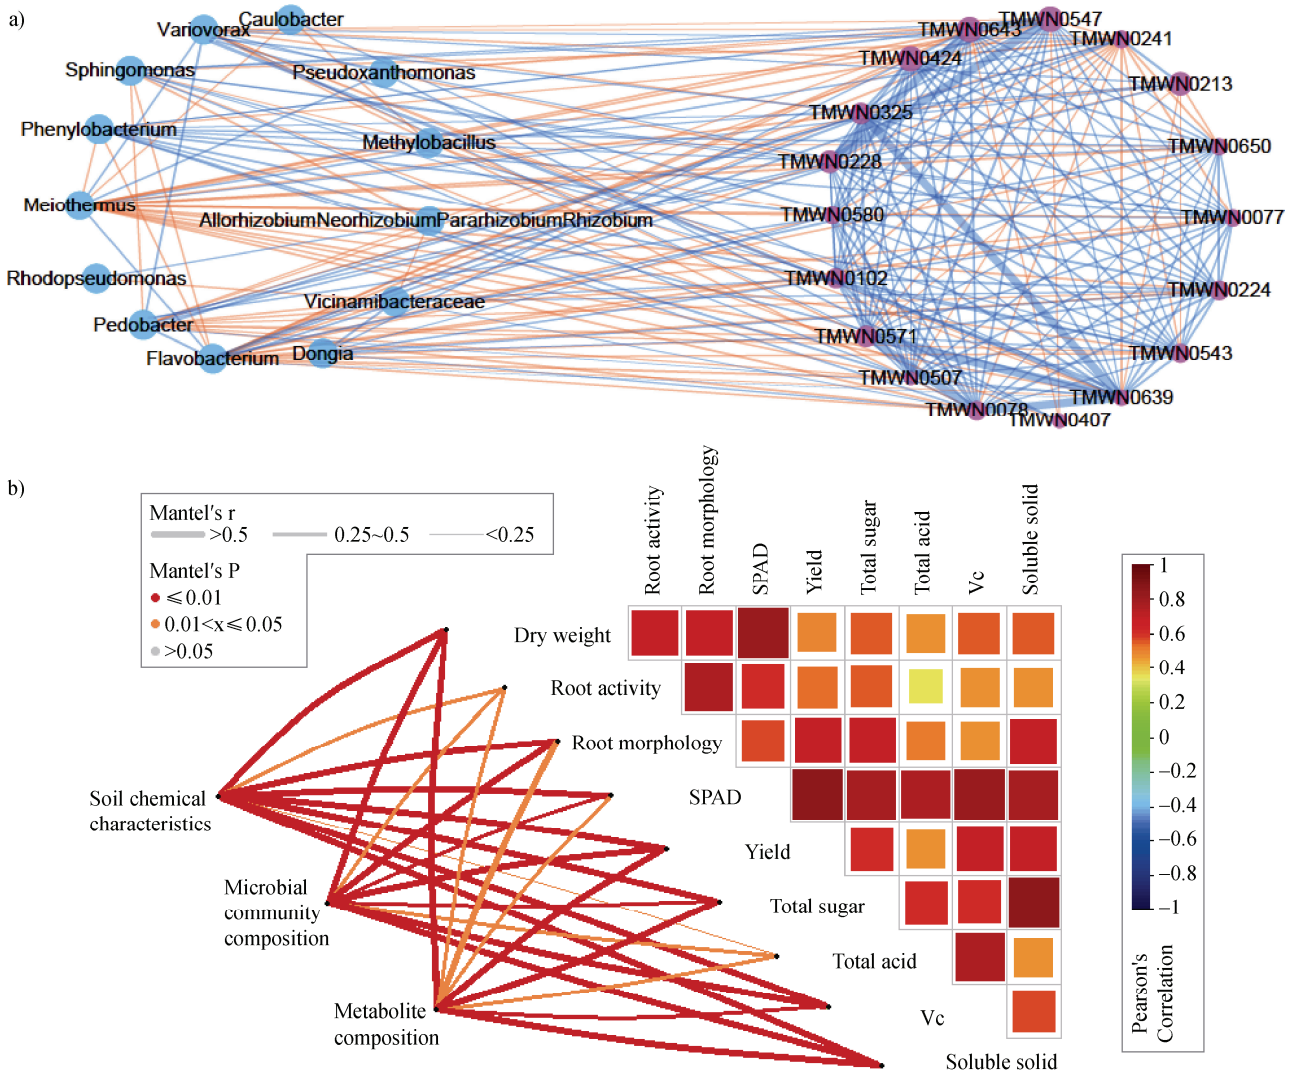 a)
Caulobacter
Variovorax
Sphingomonas
Pseudoxanthomonas
Phenylobacterium
Methylobacillus
Meiothermus
AllorhizobiumNeorhizobiumPararhizobiumRhizobium
Rhodopseudomonas
Vicinamibacteraceae
Pedobacter
Flavobacterium
Dongia
TMWN0547
TMWN0643
TMWN0241
TMWN0424
TMWN0213
TMWN0325
TMWN0650
TMWN0228
TMWN0580
TMWN0077
TMWN0102
TMWN0224
TMWN0571
TMWN0543
TMWN0507
TMWN0639
TMWN0078
TMWN0407
b)
Mantel's r
>0.5
0.25~0.5
<0.25
Mantel's P
≤0.01
0.01<x≤0.05
>0.05
Root activity
Root morphology
SPAD
Yield
Total sugar
Total acid
Vc
Soluble solid
Dry weight
Root activity
Root morphology
SPAD
Yield
Total sugar
Total acid
Vc
Soluble solid
Soil chemical
characteristics
Microbial
community
composition
Metabolite
composition
1
0.8
0.6
0.4
0.2
0
−0.2
−0.4
−0.6
−0.8
−1
Pearson's
Correlation